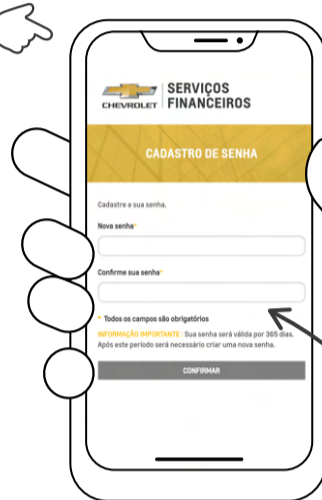 CHEVROLET
SERVIÇOS
FINANCEIROS
CADASTRO DE SENHA
Cadastre a sua senha.
Nova senha*
Confirme sua senha*
* Todos os campos são obrigatórios
INFORMAÇÃO IMPORTANTE : Sua senha será válida por 365 dias.
Após este período será necessário criar uma nova senha.
CONFIRMAR